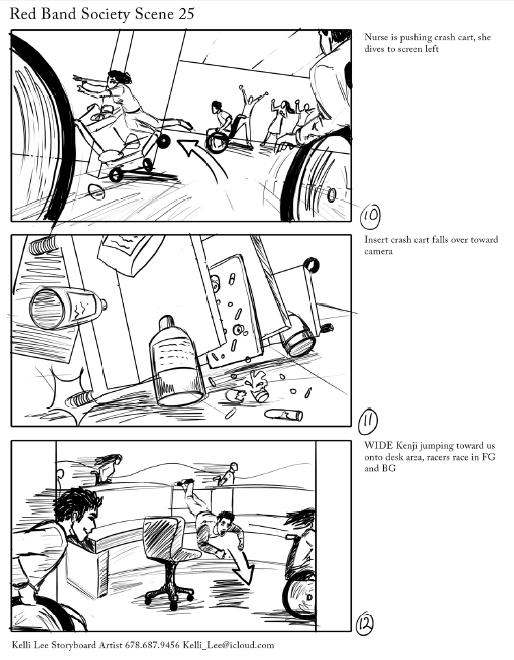 Red Band Society Scene 25
Nurse is pushing crash cart, she
dives to screen left
10
Insert crash cart falls over toward
camera
11
WIDE Kenji jumping toward us
onto desk area, racers race in FG
and BG
12
Kelli Lee Storyboard Artist 678.687.9456 Kelli_Lee@icloud.com